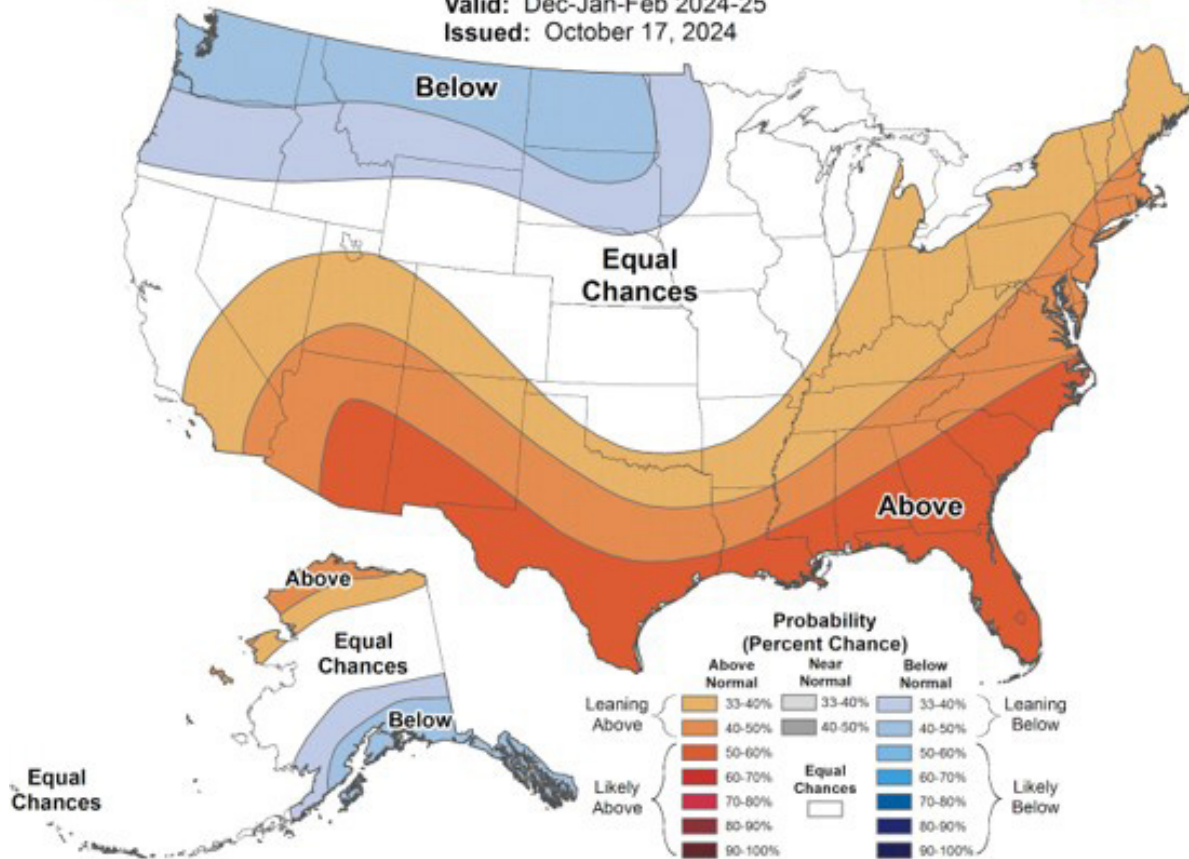 Valid: Dec-Jan-Feb 2024-25
Issued: October 17, 2024
Below
Equal
Chances
Above
Above
Equal
Chances
Below
Equal
Chances
Probability
(Percent Chance)
Above
Normal
Near
Normal
Below
Normal
Leaning
Above
33-40%
33-40%
33-40%
Leaning
Below
40-50%
40-50%
40-50%
50-60%
50-60%
60-70%
Equal
Chances
60-70%
Likely
Above
70-80%
70-80%
Likely
Below
80-90%
80-90%
90-100%
90-100%